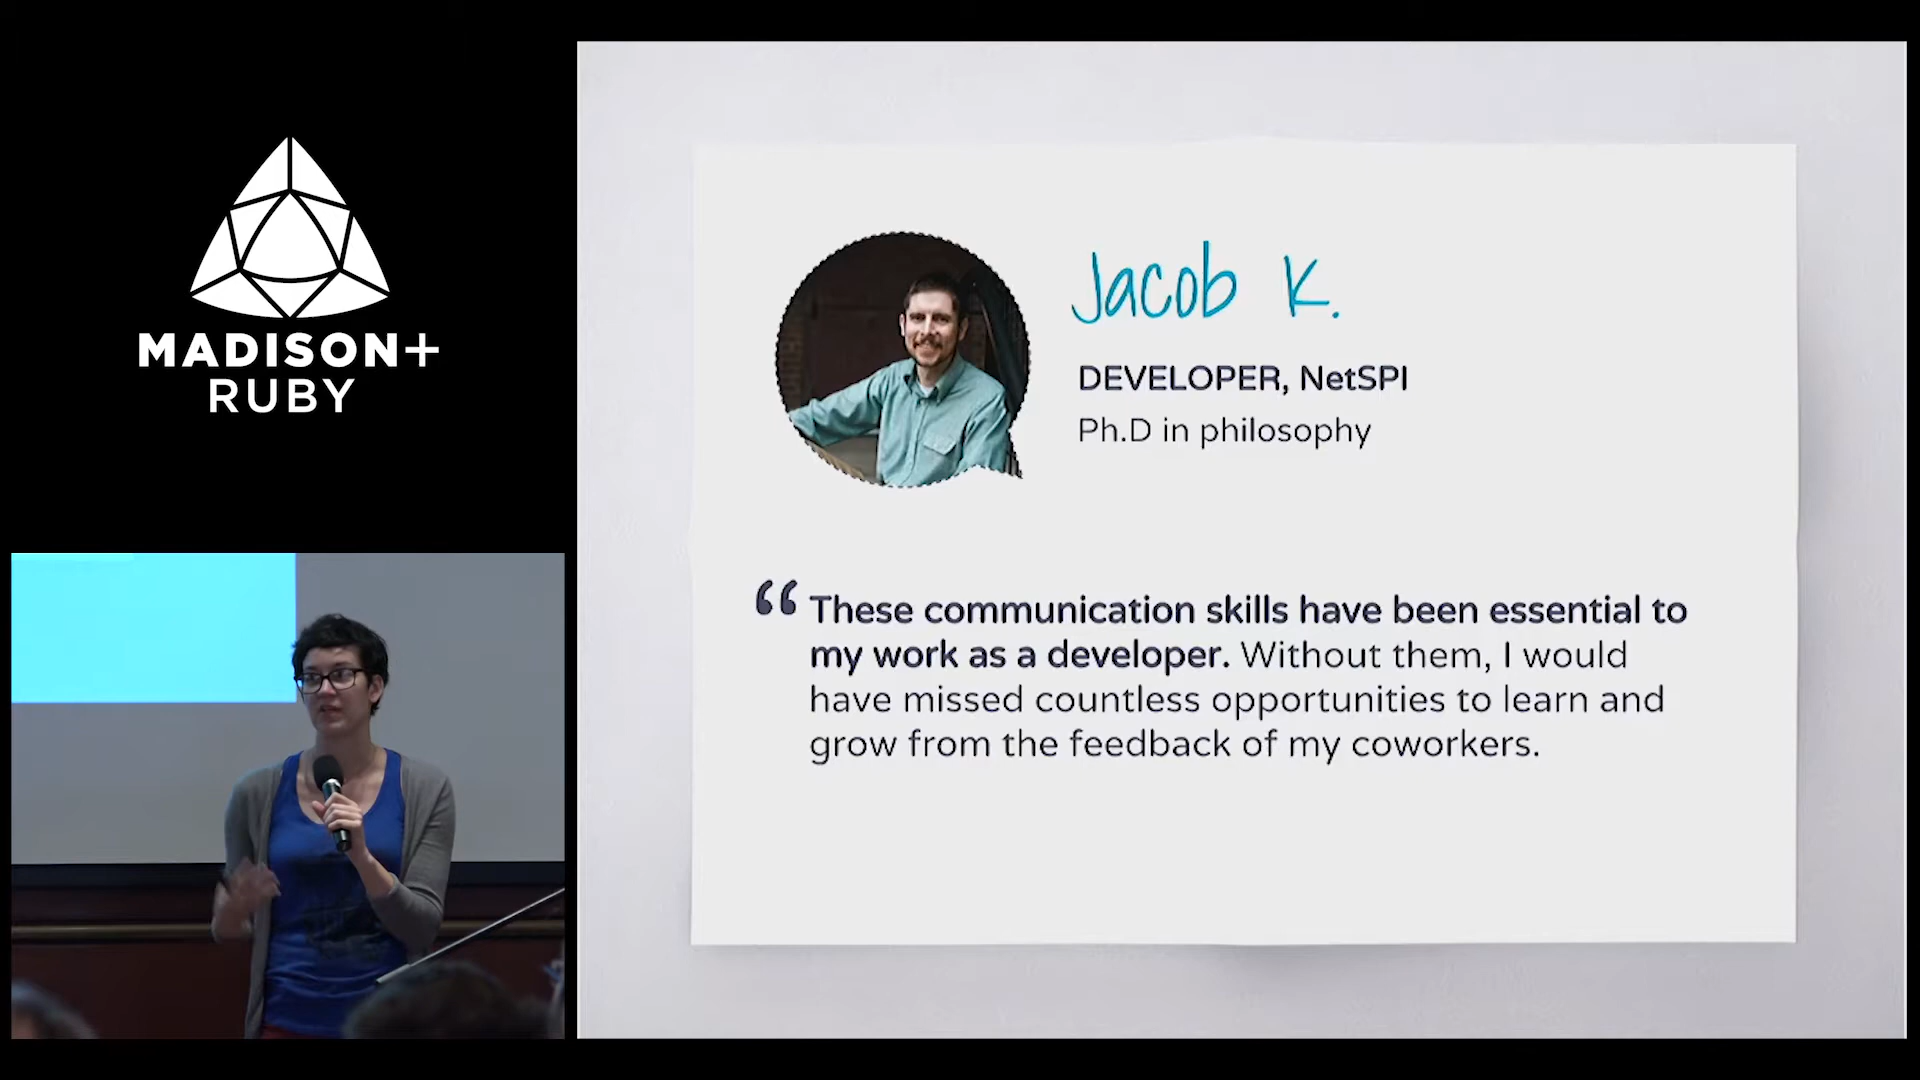 MADISON+
RUBY
Jacob K.
DEVELOPER, NetSPI
Ph.D in philosophy
“ These communication skills have been essential to
my work as a developer. Without them, I would
have missed countless opportunities to learn and
grow from the feedback of my coworkers.